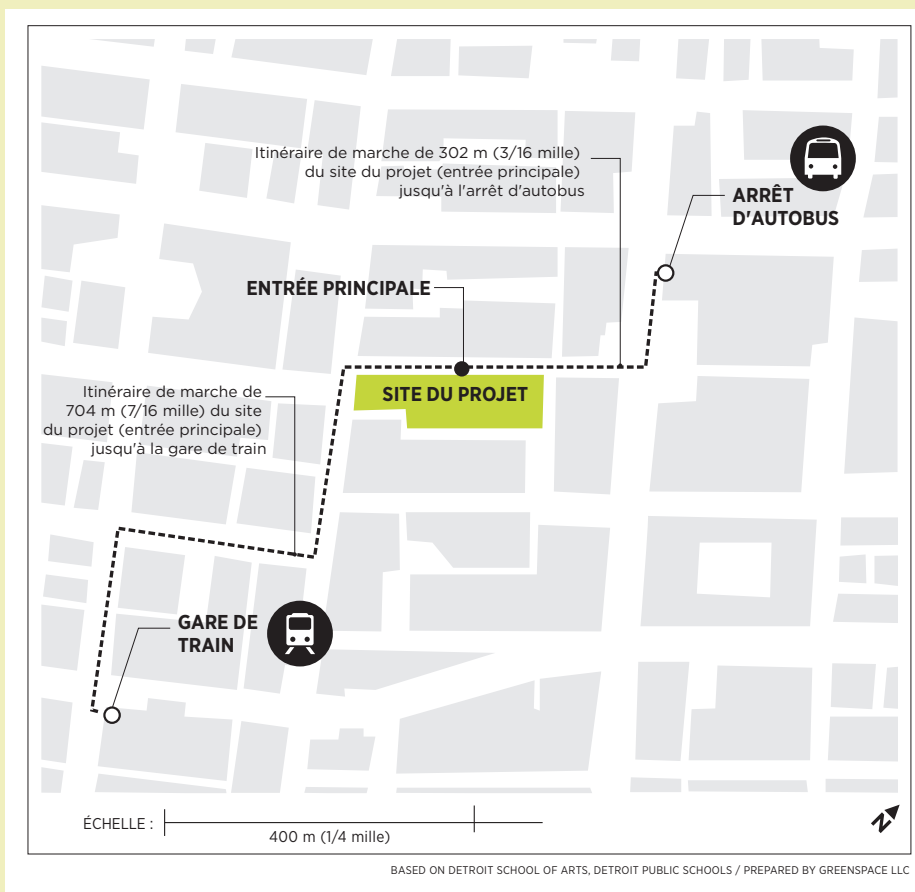 Itinéraire de marche de 302 m (3/16 mille)
du site du projet (entrée principale)
jusqu'à l'arrêt d'autobus
ARRÊT
D'AUTOBUS
ENTRÉE PRINCIPALE
SITE DU PROJET
Itinéraire de marche de
704 m (7/16 mille) du site
du projet (entrée principale)
jusqu'à la gare de train
GARE DE
TRAIN
ÉCHELLE :
400 m (1/4 mille)
N
BASED ON DETROIT SCHOOL OF ARTS, DETROIT PUBLIC SCHOOLS / PREPARED BY GREENSPACE LLC